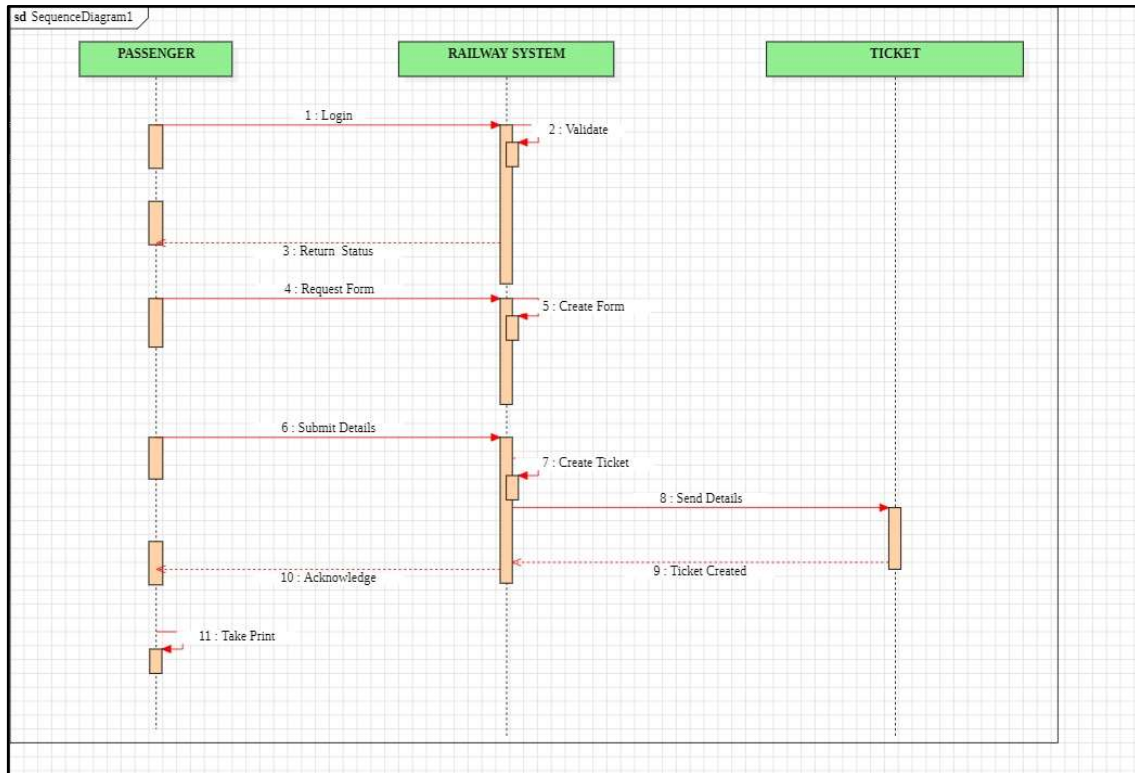 sd SequenceDiagram1
PASSENGER
RAILWAY SYSTEM
TICKET
1 : Login
2 : Validate
3 : Return  Status
4 : Request Form
5 : Create Form
6 : Submit Details
7 : Create Ticket
8 : Send Details
9 : Ticket Created
10 : Acknowledge
11 : Take Print